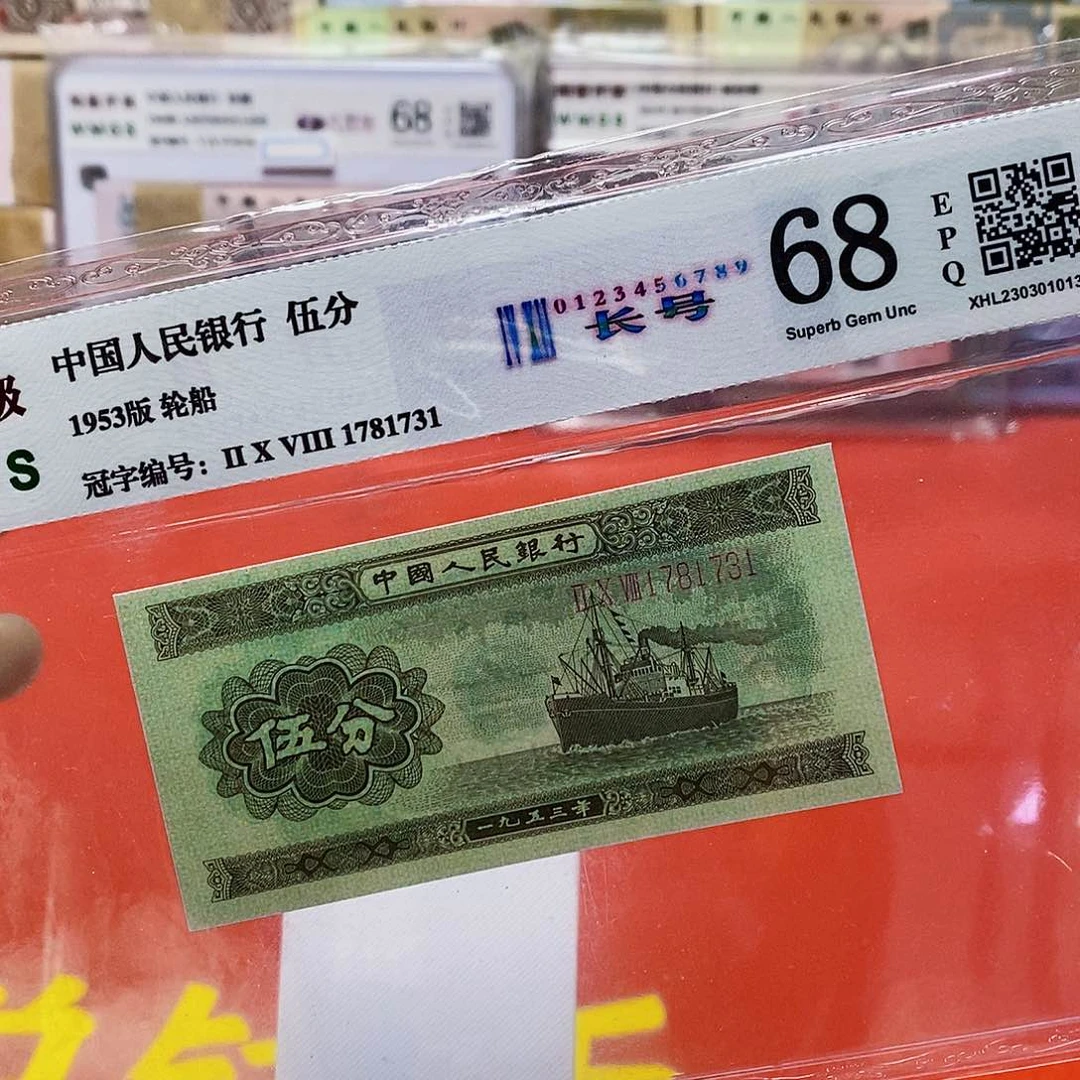 68
中国人民银行 伍分
1953版 轮船
冠字编号: II X VIII 1781731
级
S
0123456789
长号
68
Superb Gem Unc
E
P
Q
XHL230301013
中國人民銀行
II X VIII 1781731
伍分
一九五三年